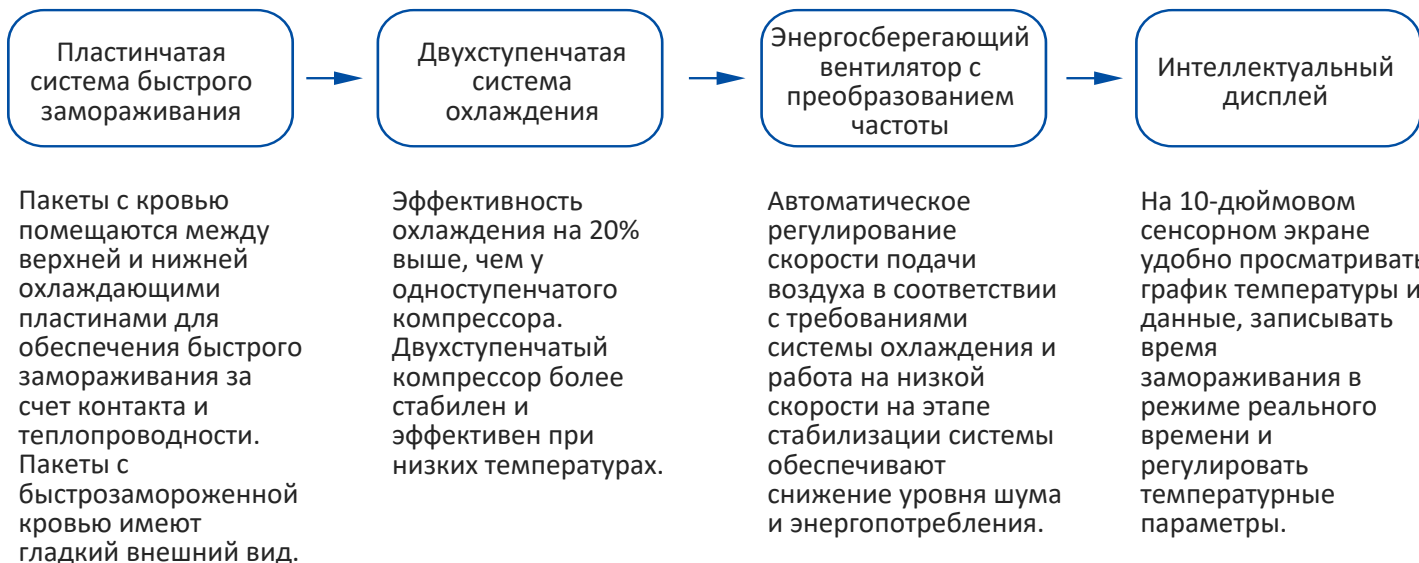 Пластинчатая
система быстрого
замораживания
Двухступенчатая
система
охлаждения
Энергосберегающий
вентилятор с
преобразованием
частоты
Интеллектуальный
дисплей
Пакеты с кровью
помещаются между
верхней и нижней
охлаждающими
пластинами для
обеспечения быстрого
замораживания за
счет контакта и
теплопроводности.
Пакеты с
быстрозамороженной
кровью имеют
гладкий внешний вид.
Эффективность
охлаждения на 20%
выше, чем у
одноступенчатого
компрессора.
Двухступенчатый
компрессор более
стабилен и
эффективен при
низких температурах.
Автоматическое
регулирование
скорости подачи
воздуха в соответствии
с требованиями
системы охлаждения и
работа на низкой
скорости на этапе
стабилизации системы
обеспечивают
снижение уровня шума
и энергопотребления.
На 10-дюймовом
сенсорном экране
удобно просматривать
график температуры и
данные, записывать
время
замораживания в
режиме реального
времени и
регулировать
температурные
параметры.